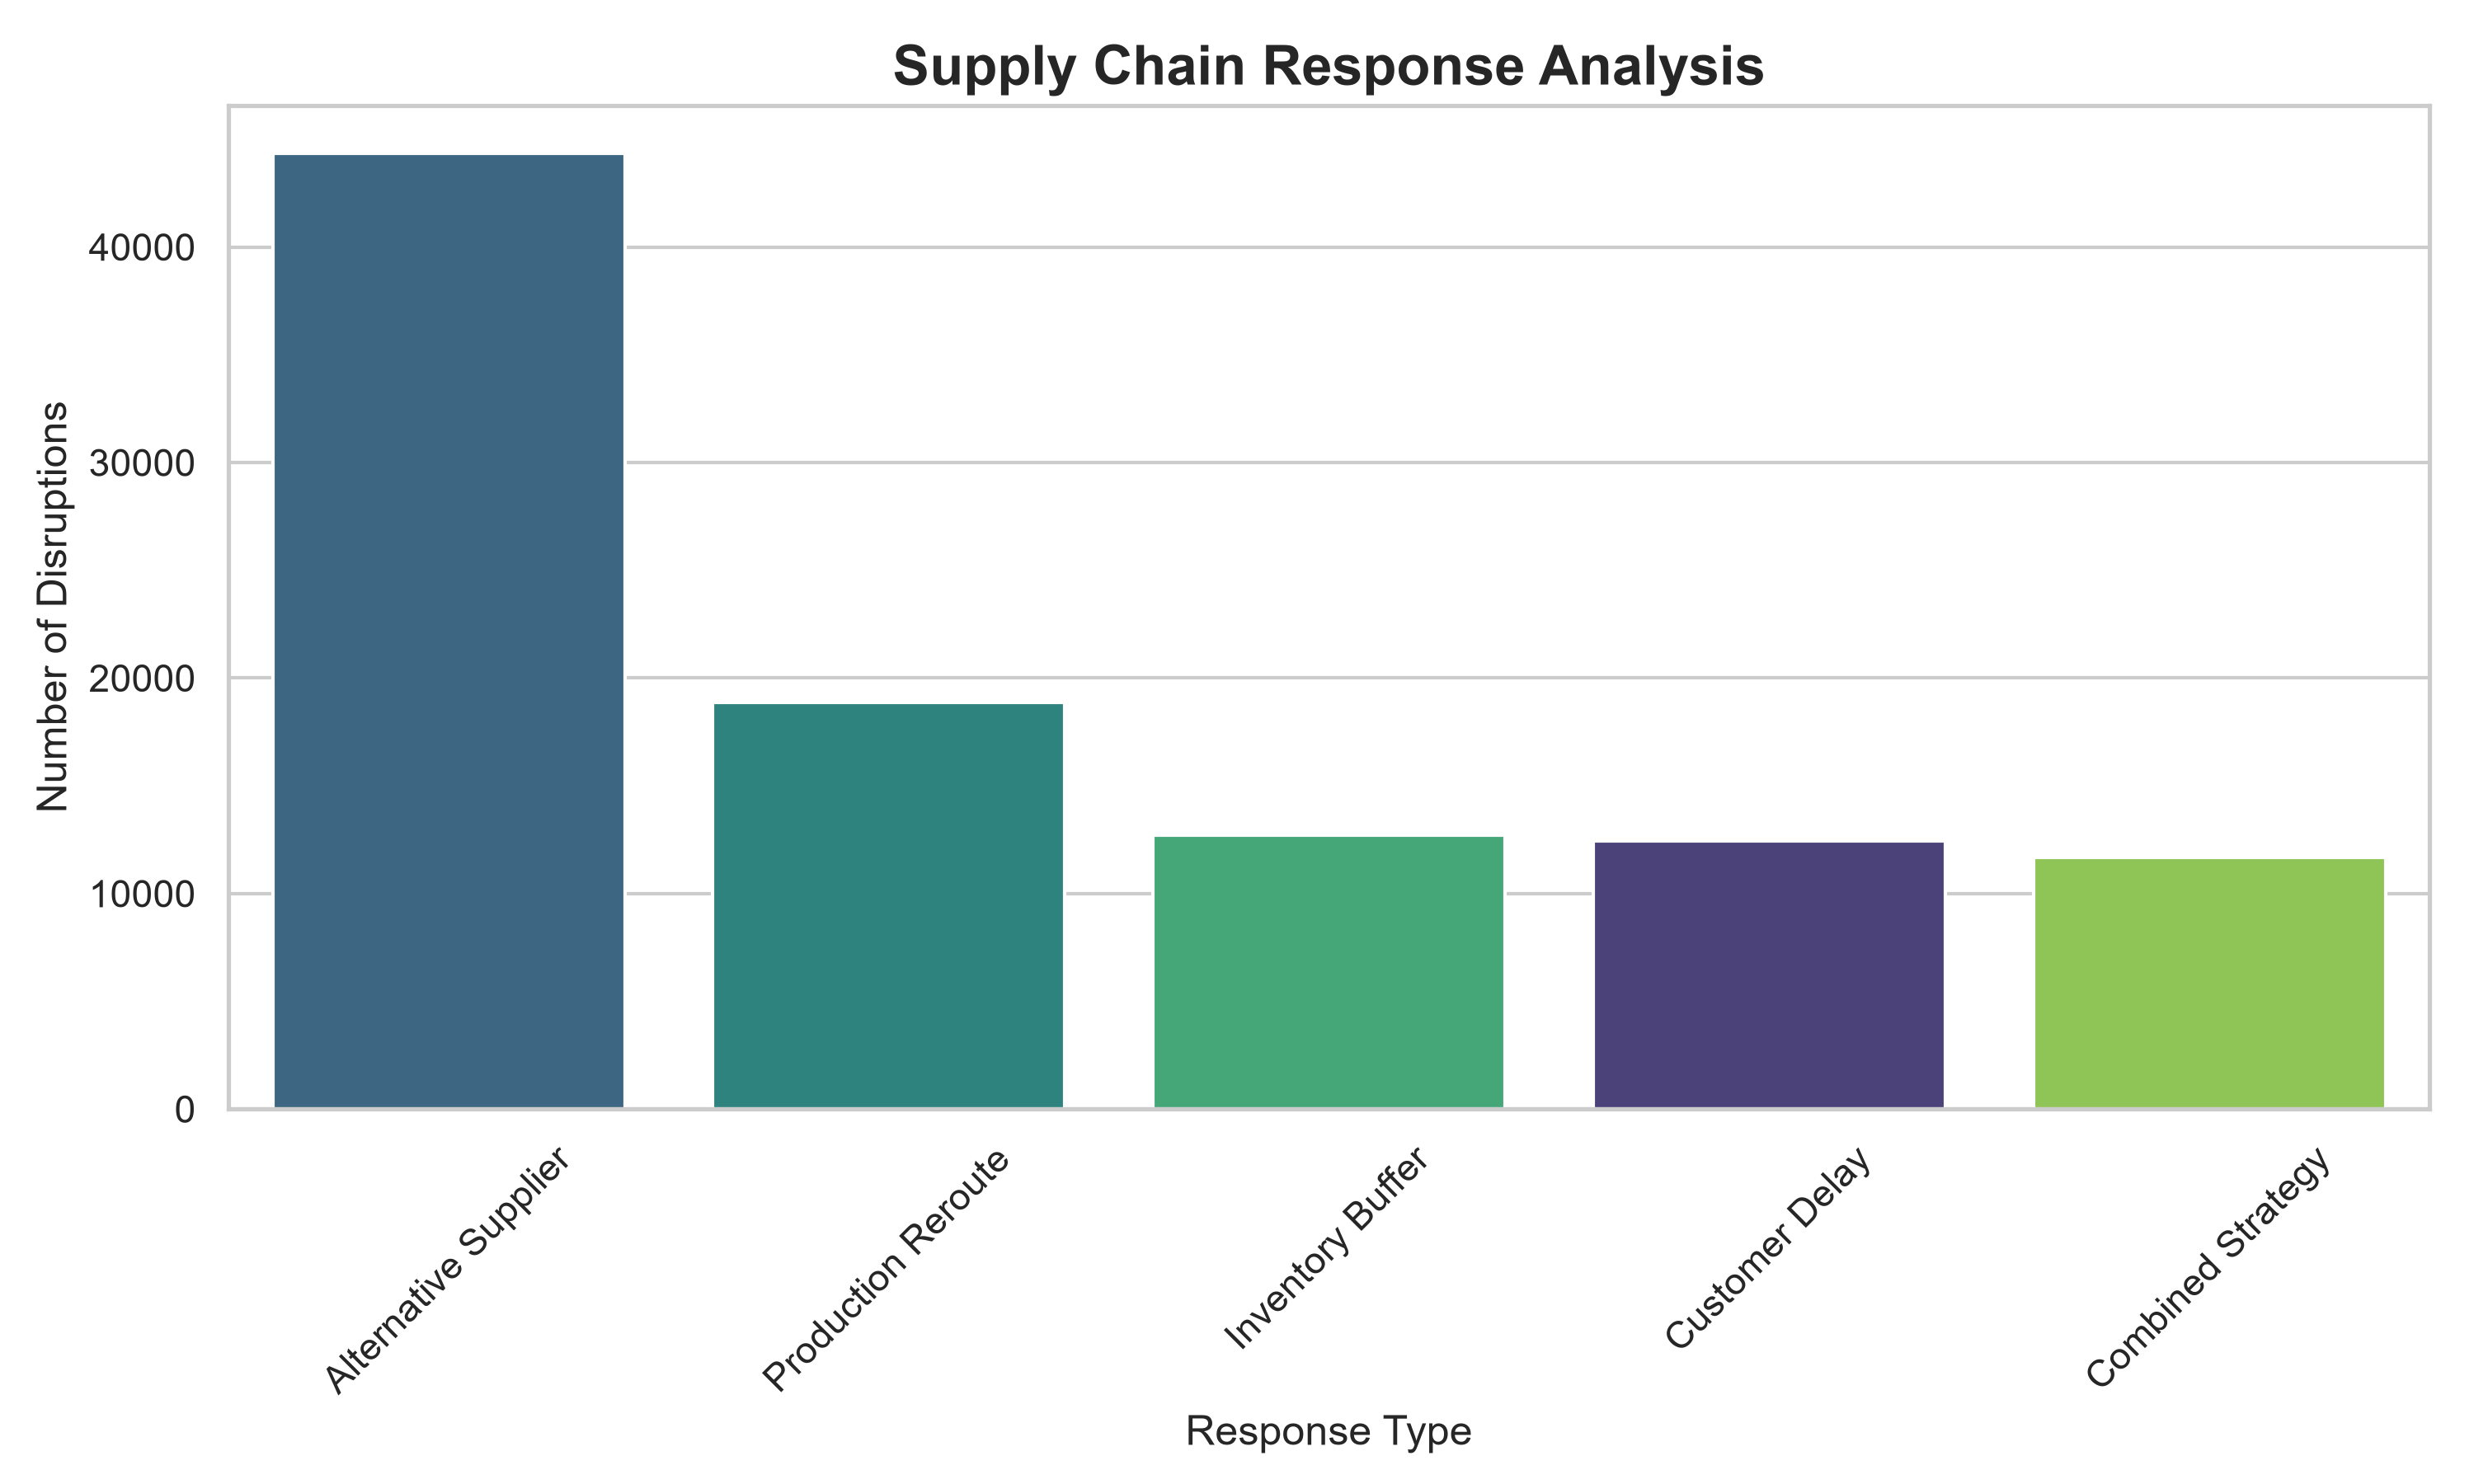 Supply Chain Response Analysis
Number of Disruptions
40000
30000
20000
10000
0
Alternative Supplier
Production Reroute
Inventory Buffer
Customer Delay
Combined Strategy
Response Type